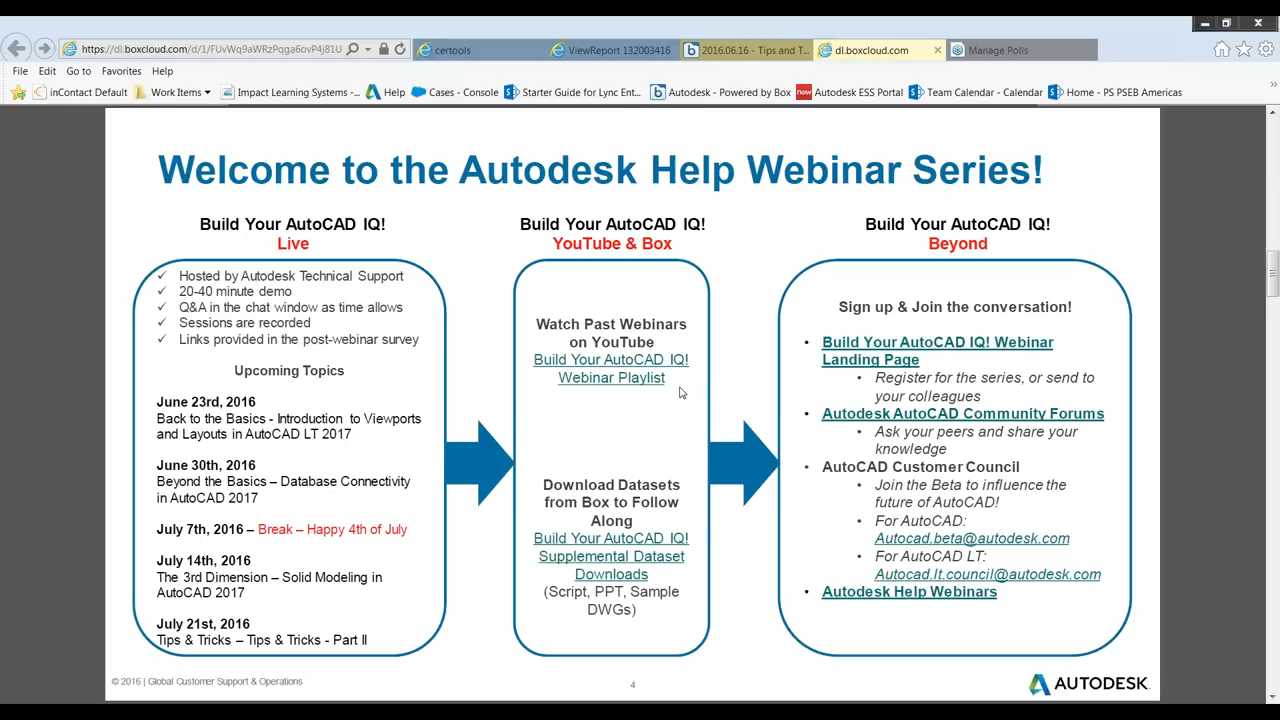 https://dl.boxcloud.com/d/1/FUvWq9aWRzPqga6ovP4j81U
certools
ViewReport 132003416
2016.06.16 - Tips and T...
dl.boxcloud.com
Manage Polls
File Edit Go to Favorites Help
inContact Default
Work Items
Impact Learning Systems -...
Help
Cases - Console
Starter Guide for Lync Ent...
Autodesk - Powered by Box
now
Autodesk ESS Portal
Team Calendar - Calendar
Home - PS PSEB Americas
Welcome to the Autodesk Help Webinar Series!
Build Your AutoCAD IQ!
Live
✓ Hosted by Autodesk Technical Support
✓ 20-40 minute demo
✓ Q&A in the chat window as time allows
✓ Sessions are recorded
✓ Links provided in the post-webinar survey
Upcoming Topics
June 23rd, 2016
Back to the Basics - Introduction to Viewports
and Layouts in AutoCAD LT 2017
June 30th, 2016
Beyond the Basics – Database Connectivity
in AutoCAD 2017
July 7th, 2016 – Break – Happy 4th of July
July 14th, 2016
The 3rd Dimension – Solid Modeling in
AutoCAD 2017
July 21st, 2016
Tips & Tricks – Tips & Tricks - Part II
Build Your AutoCAD IQ!
YouTube & Box
Watch Past Webinars
on YouTube
Build Your AutoCAD IQ!
Webinar Playlist
Download Datasets
from Box to Follow
Along
Build Your AutoCAD IQ!
Supplemental Dataset
Downloads
(Script, PPT, Sample
DWGs)
Build Your AutoCAD IQ!
Beyond
Sign up & Join the conversation!
• Build Your AutoCAD IQ! Webinar
Landing Page
• Register for the series, or send to
your colleagues
• Autodesk AutoCAD Community Forums
• Ask your peers and share your
knowledge
• AutoCAD Customer Council
• Join the Beta to influence the
future of AutoCAD!
• For AutoCAD:
Autocad.beta@autodesk.com
• For AutoCAD LT:
Autocad.lt.council@autodesk.com
• Autodesk Help Webinars
© 2016 | Global Customer Support & Operations
4
AUTODESK.